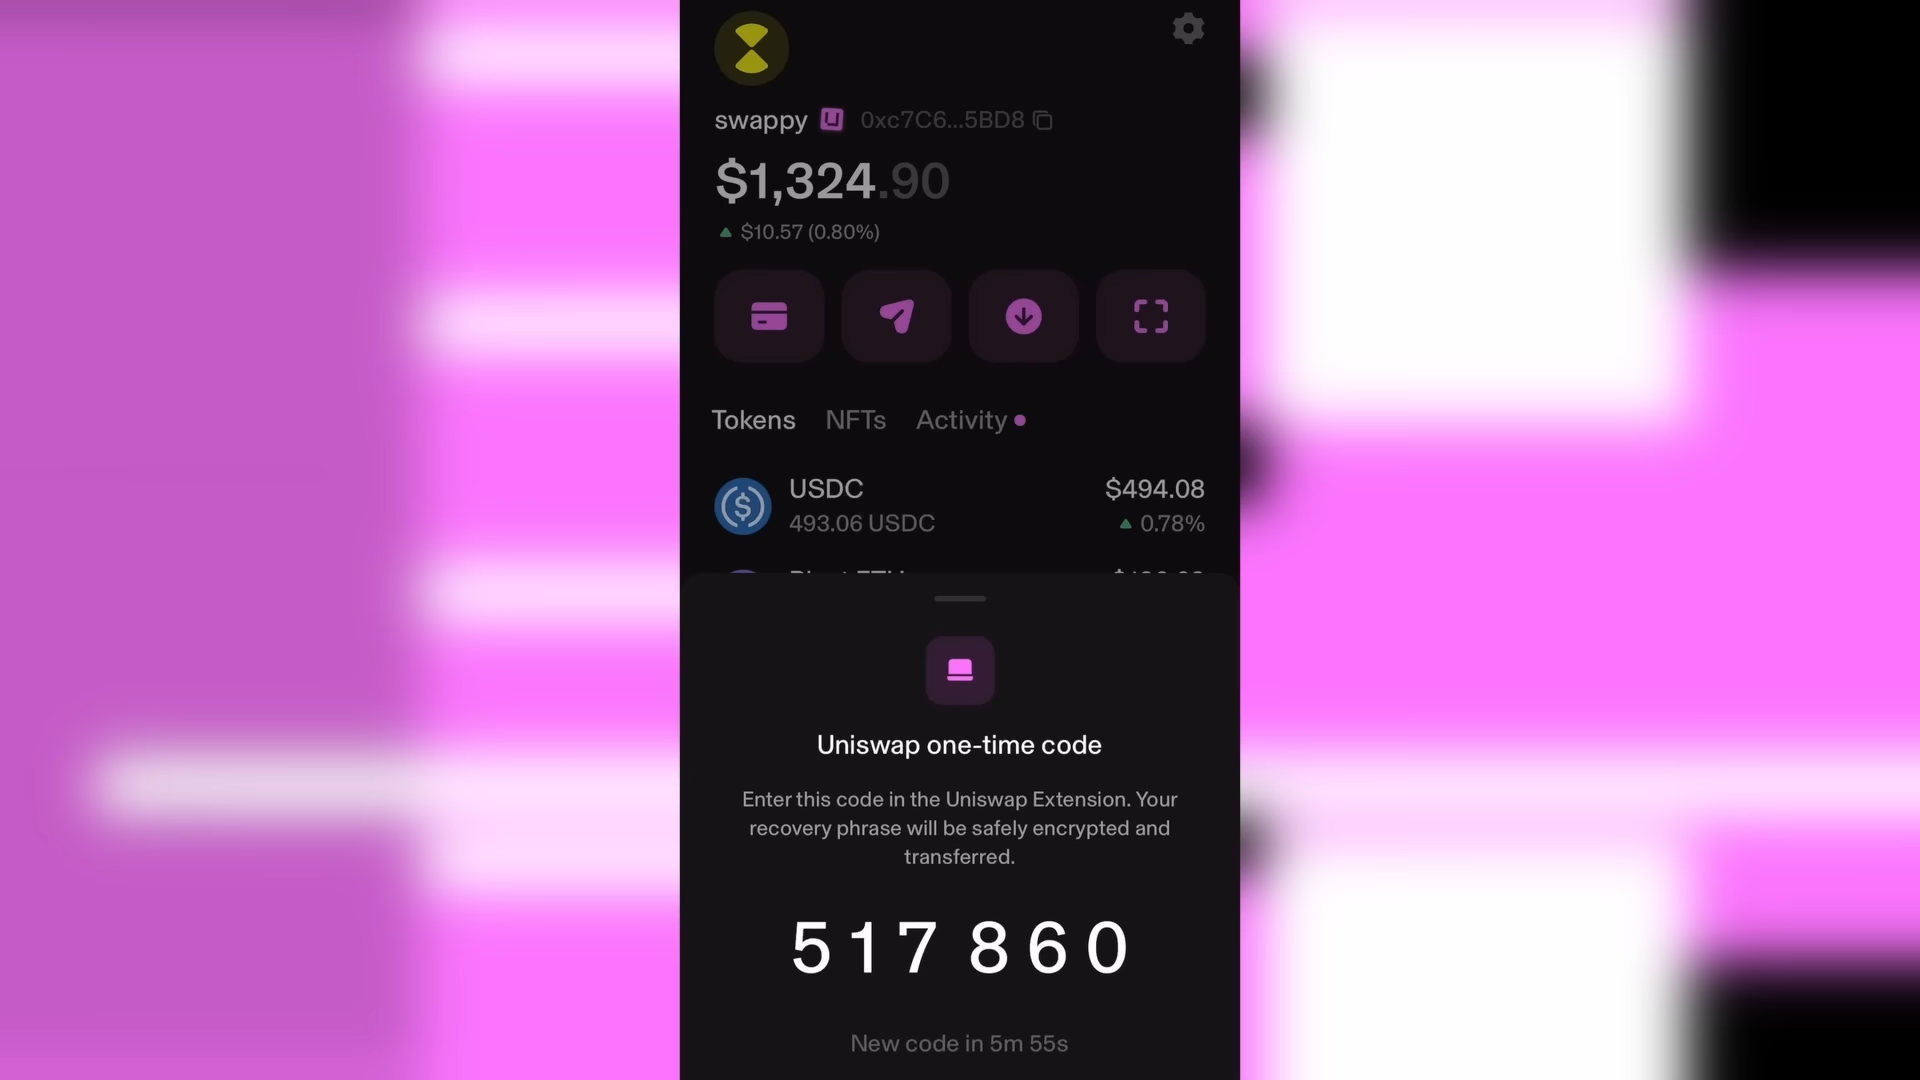 swappy 0xc7C6...5BD8
$1,324.90
$10.57 (0.80%)
Tokens NFTs Activity
USDC $494.08
493.06 USDC 0.78%
Uniswap one-time code
Enter this code in the Uniswap Extension. Your
recovery phrase will be safely encrypted and
transferred.
517 860
New code in 5m 55s